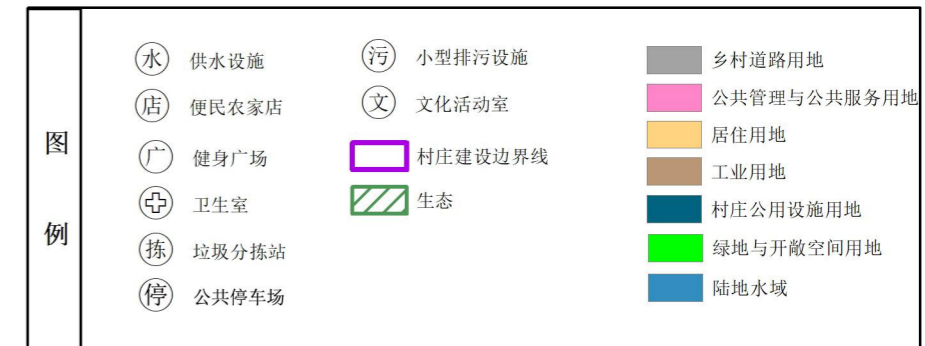 图
例
水 供水设施
店 便民农家店
广 健身广场
卫生室
拣 垃圾分拣站
停 公共停车场
污 小型排污设施
文 文化活动室
村庄建设边界线
生态
乡村道路用地
公共管理与公共服务用地
居住用地
工业用地
村庄公用设施用地
绿地与开敞空间用地
陆地水域